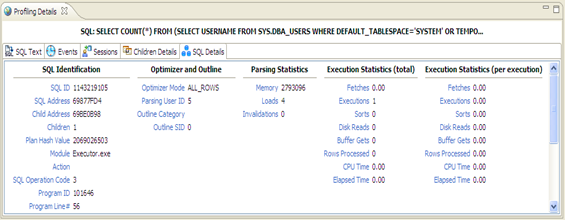 Profiling Details
SQL: SELECT COUNT(*) FROM (SELECT USERNAME FROM SYS.DBA_USERS WHERE DEFAULT_TABLESPACE='SYSTEM' OR TEMPO...
SQL Text Events Sessions Children Details SQL Details
SQL Identification
SQL ID 1143219105
SQL Address 69877FD4
Child Address 69BE0B98
Children 1
Plan Hash Value 2069026503
Module Executor.exe
Action
SQL Operation Code 3
Program ID 101646
Program Line# 56
Optimizer and Outline
Optimizer Mode ALL_ROWS
Parsing User ID 5
Outline Category
Outline SID 0
Parsing Statistics
Memory 2793096
Loads 4
Invalidations 0
Execution Statistics (total)
Fetches 0.00
Executions 1
Sorts 0
Disk Reads 0
Buffer Gets 0
Rows Processed 0
CPU Time 0.00
Elapsed Time 0.00
Execution Statistics (per execution)
Fetches 0.00
Executions 0.00
Sorts 0.00
Disk Reads 0.00
Buffer Gets 0.00
Rows Processed 0.00
CPU Time 0.00
Elapsed Time 0.00